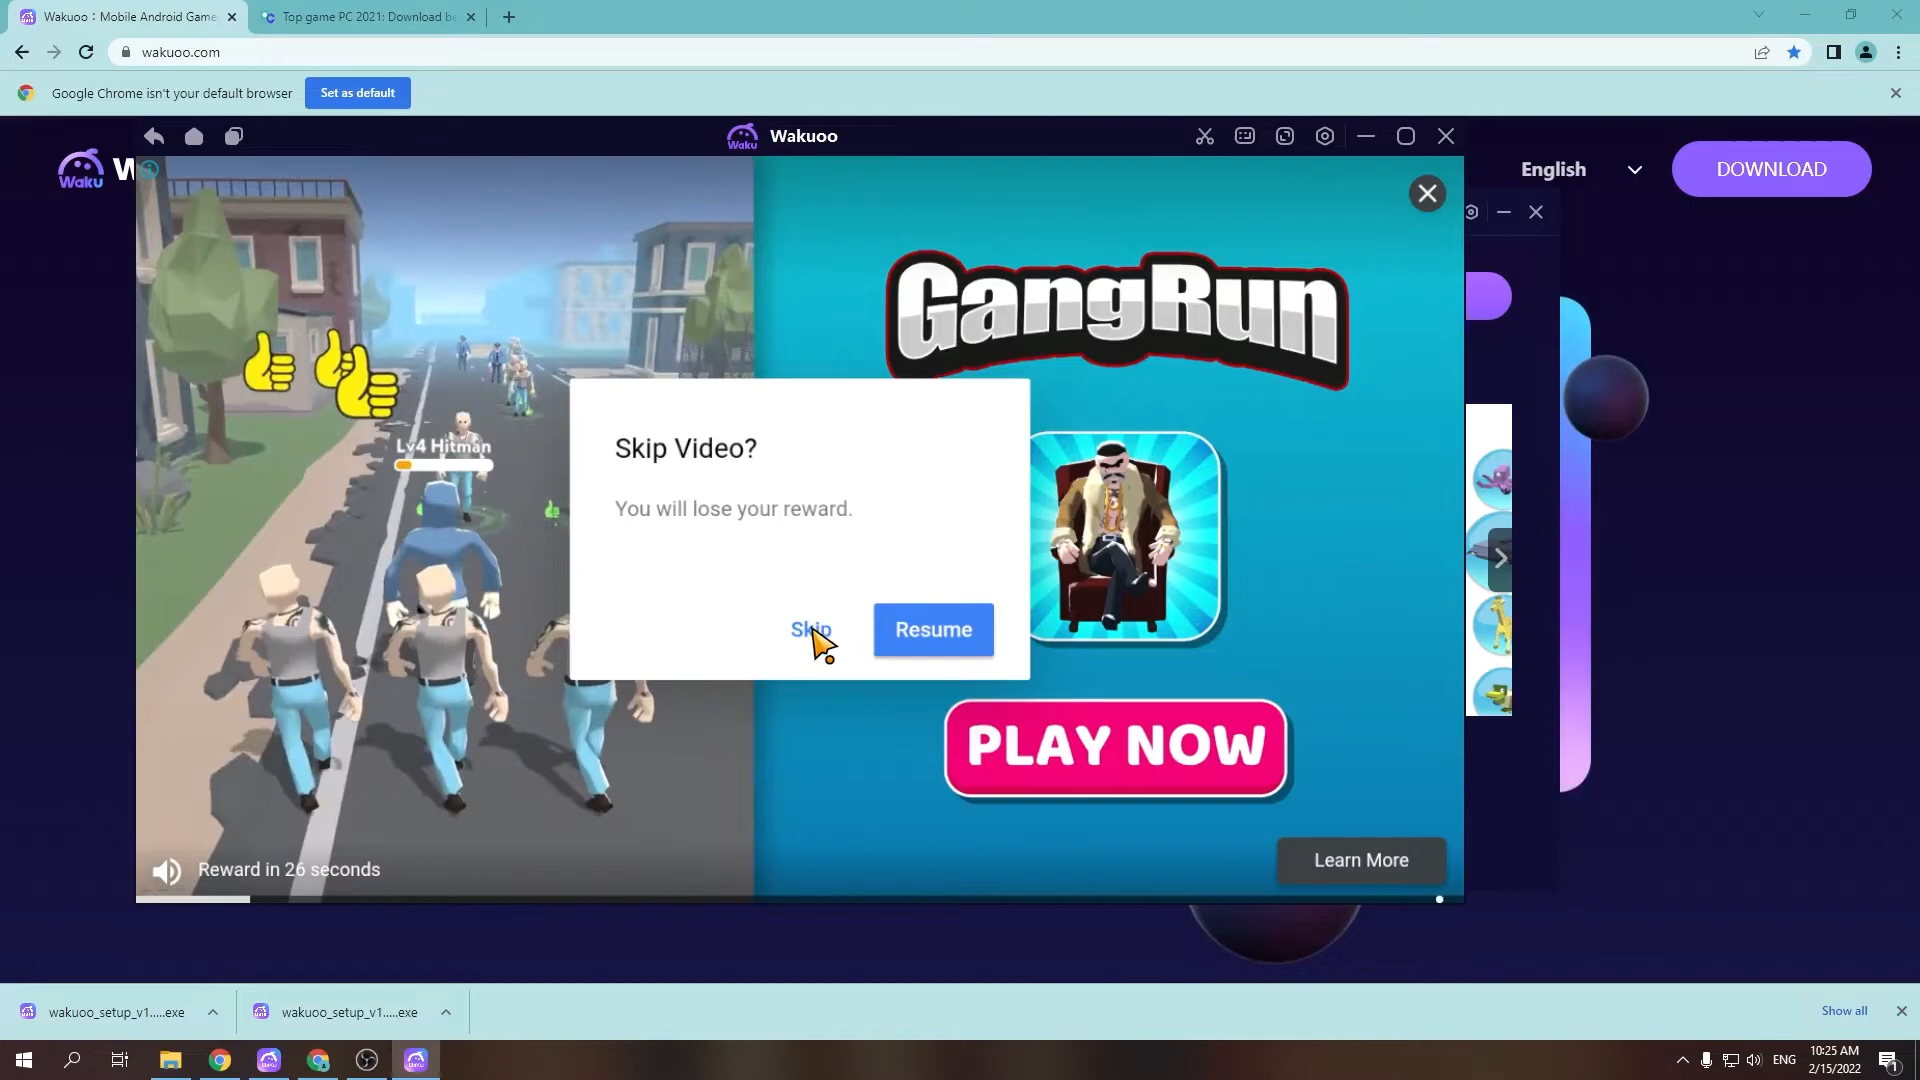 Wakuoo：Mobile Android Game
Top game PC 2021: Download be
wakuoo.com
Google Chrome isn't your default browser
Set as default
Waku
Wakuoo
Waku
W
English
DOWNLOAD
GangRun
Lv4 Hitman
Skip Video?
You will lose your reward.
Skip
Resume
PLAY NOW
Learn More
Reward in 26 seconds
wakuoo_setup_v1.....exe
wakuoo_setup_v1.....exe
Show all
ENG
10:25 AM
2/15/2022
1